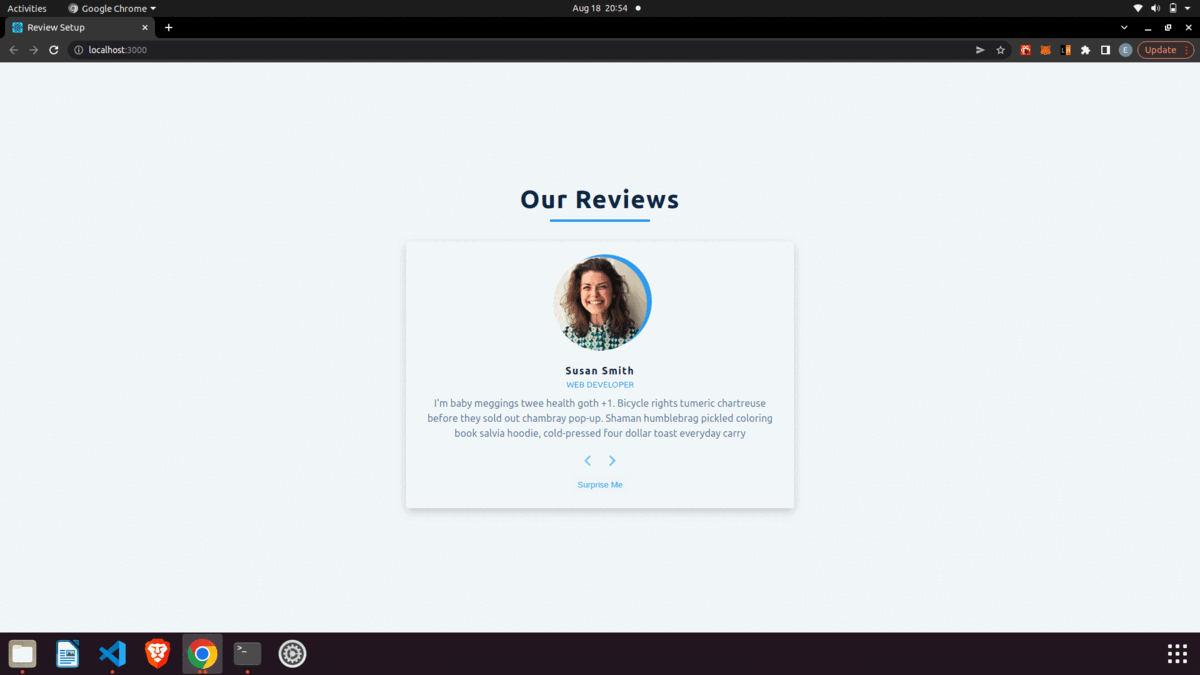 Activities Google Chrome Aug 18 20:54
Review Setup
localhost:3000 E Update
Our Reviews
Susan Smith
WEB DEVELOPER
I'm baby meggings twee health goth +1. Bicycle rights tumeric chartreuse
before they sold out chambray pop-up. Shaman humblebrag pickled coloring
book salvia hoodie, cold-pressed four dollar toast everyday carry
Surprise Me
>_